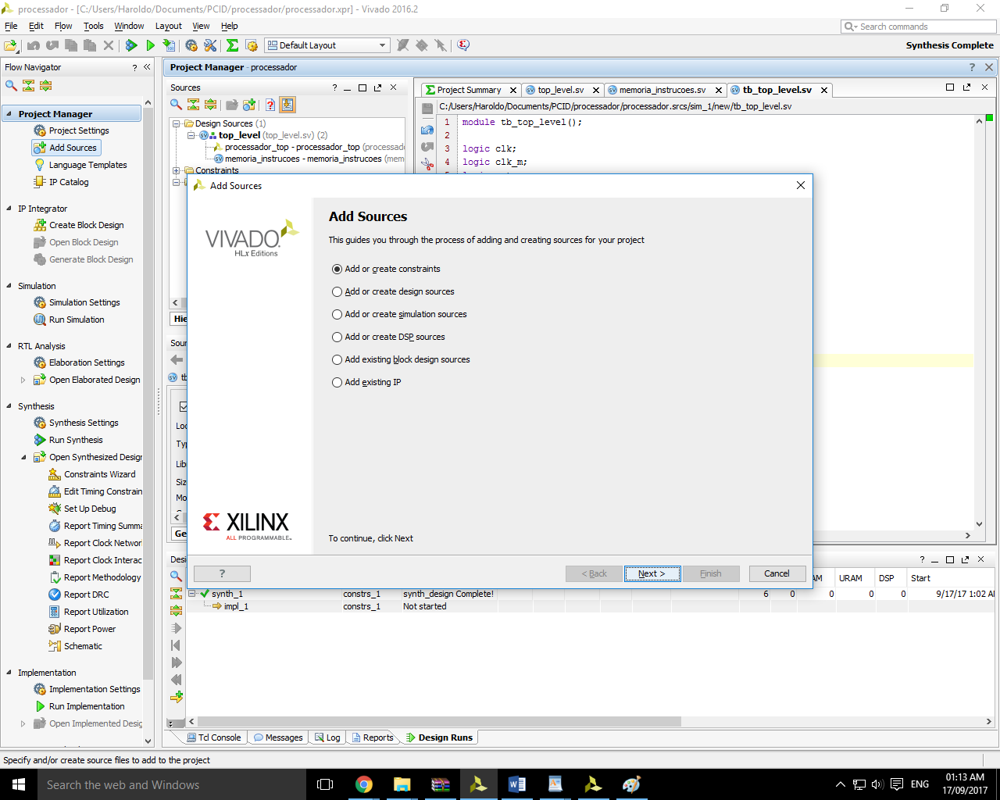 processador - [C:/Users/Haroldo/Documents/PCID/processador/processador.xpr] - Vivado 2016.2
File Edit Flow Tools Window Layout View Help
Search commands
Default Layout
Synthesis Complete
Flow Navigator
Project Manager
Project Settings
Add Sources
Language Templates
IP Catalog
IP Integrator
Create Block Design
Open Block Design
Generate Block Design
Simulation
Simulation Settings
Run Simulation
RTL Analysis
Elaboration Settings
Open Elaborated Design
Synthesis
Synthesis Settings
Run Synthesis
Open Synthesized Design
Constraints Wizard
Edit Timing Constrain
Set Up Debug
Report Timing Summa
Report Clock Networ
Report Clock Interac
Report Methodology
Report DRC
Report Utilization
Report Power
Schematic
Implementation
Implementation Settings
Run Implementation
Open Implemented Desig
Project Manager - processador
Sources
Design Sources (1)
top_level (top_level.sv) (2)
processador_top - processador_top (processad
memoria_instrucoes - memoria_instrucoes (mem
Constraints
Hie
Sour
tb
Loc
Typ
Lib
Siz
Mo
Ge
Project Summary
top_level.sv
memoria_instrucoes.sv
tb_top_level.sv
C:/Users/Haroldo/Documents/PCID/processador/processador.srcs/sim_1/new/tb_top_level.sv
1 module tb_top_level();
2
3 logic clk;
4 logic clk_m;
Add Sources
VIVADO
HLx Editions
XILINX
ALL PROGRAMMABLE
Add Sources
This guides you through the process of adding and creating sources for your project
Add or create constraints
Add or create design sources
Add or create simulation sources
Add or create DSP sources
Add existing block design sources
Add existing IP
To continue, click Next
? < Back Next > Finish Cancel
Desi
AM URAM DSP Start
synth_1 constrs_1 synth_design Complete! 6 0 0 0 0 9/17/17 1:02 AM
impl_1 constrs_1 Not started
Tcl Console Messages Log Reports Design Runs
Specify and/or create source files to add to the project
Search the web and Windows
ENG
01:13 AM
17/09/2017